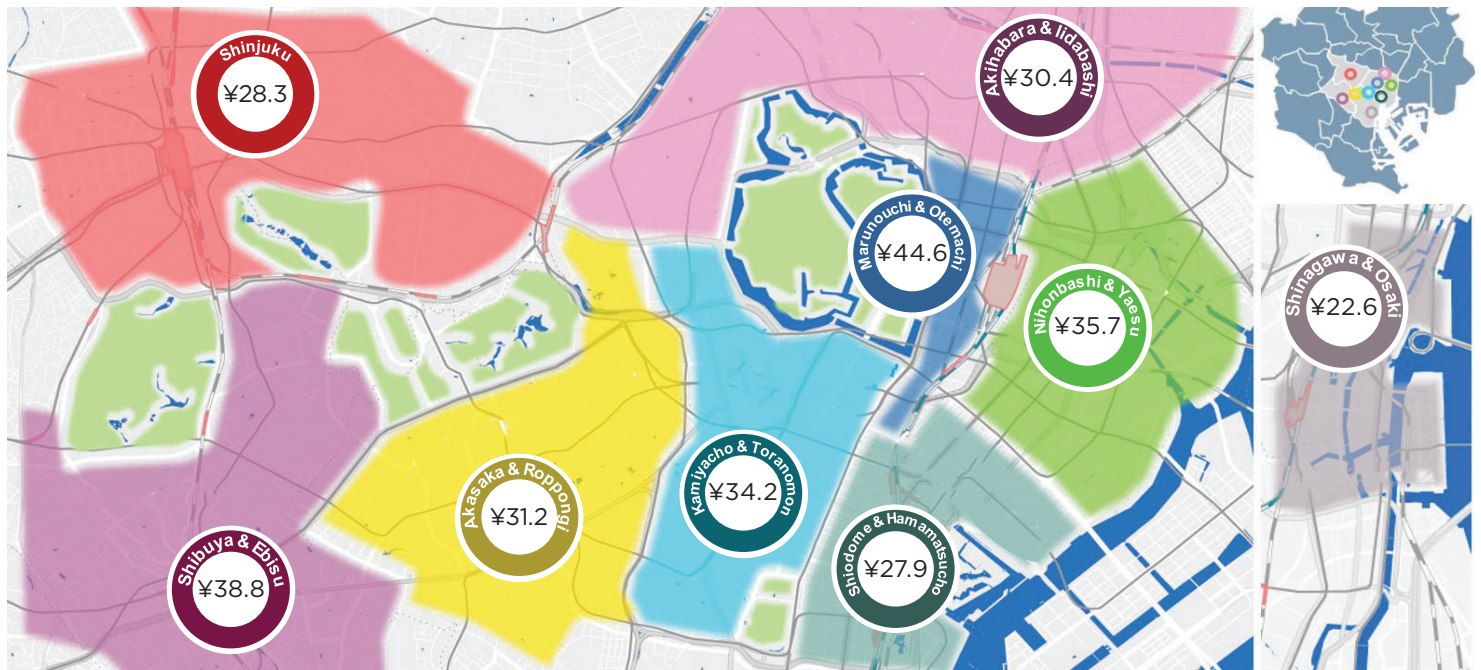 Shinjuku
¥28.3
Akihabara & Iidabashi
¥30.4
Marunouchi & Otemachi
¥44.6
Nihonbashi & Yaesu
¥35.7
Shinagawa & Osaki
¥22.6
Kamiyacho & Toranomon
¥34.2
Akasaka & Roppongi
¥31.2
Shibuya & Ebisu
¥38.8
Shiodome & Hamamatsucho
¥27.9